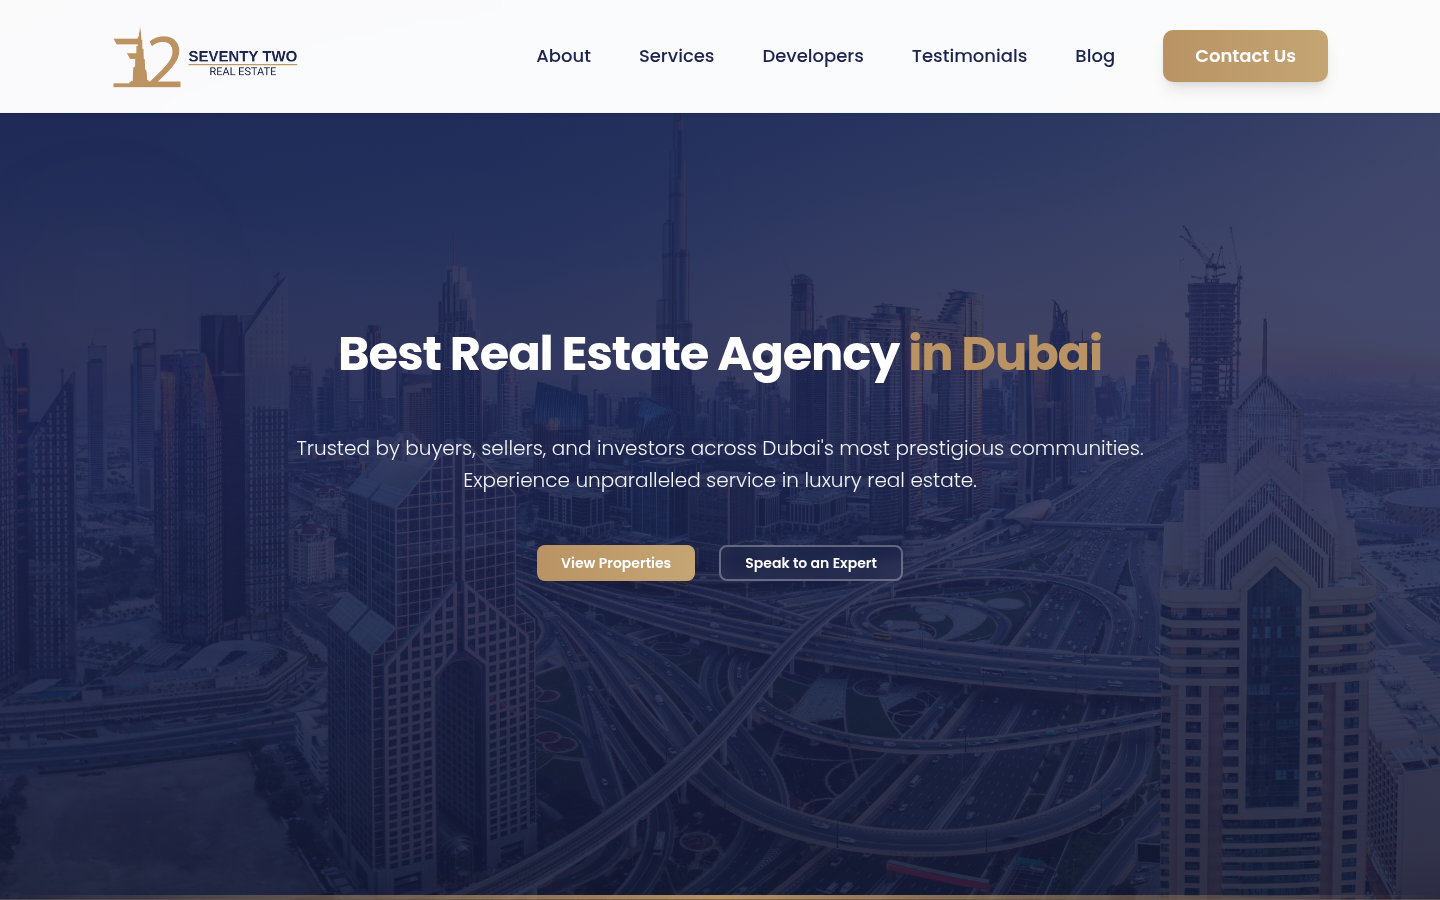 SEVENTY TWO
REAL ESTATE
About
Services
Developers
Testimonials
Blog
Contact Us
Best Real Estate Agency in Dubai
Trusted by buyers, sellers, and investors across Dubai's most prestigious communities.
Experience unparalleled service in luxury real estate.
View Properties
Speak to an Expert